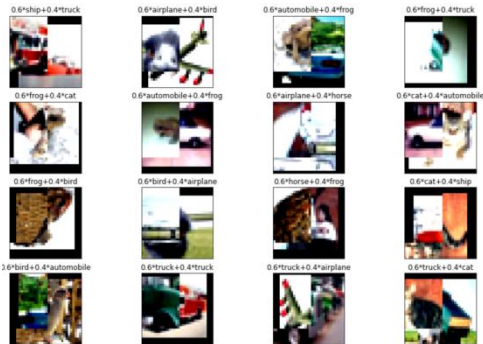 0.6*ship+0.4*truck
0.6*airplane+0.4*bird
0.6*automobile+0.4*frog
0.6*frog+0.4*truck
0.6*frog+0.4*cat
0.6*automobile+0.4*frog
0.6*airplane+0.4*horse
0.6*cat+0.4*automobile
0.6*frog+0.4*bird
0.6*bird+0.4*airplane
0.6*horse+0.4*frog
0.6*cat+0.4*ship
0.6*bird+0.4*automobile
0.6*truck+0.4*truck
0.6*truck+0.4*airplane
0.6*truck+0.4*cat